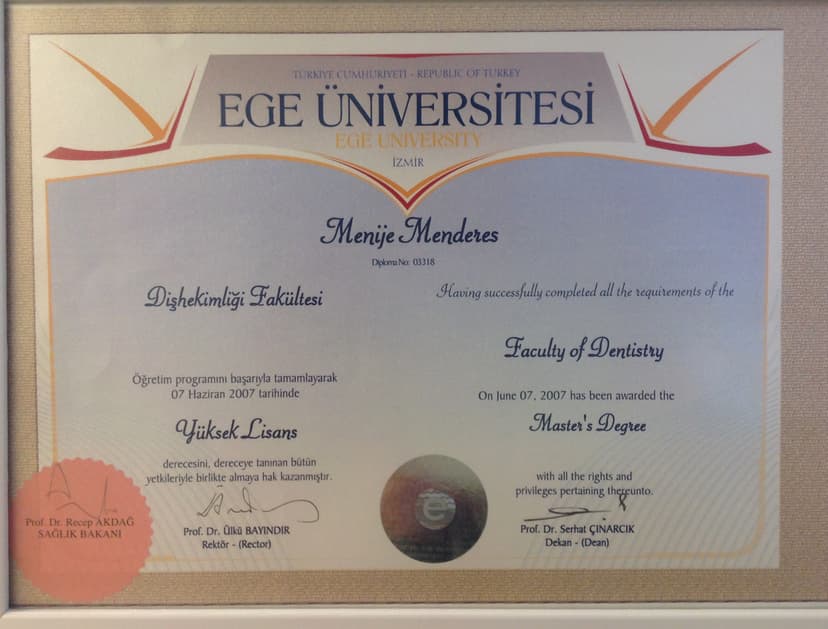 TÜRKİYE CUMHURİYETİ - REPUBLIC OF TURKEY
EGE ÜNİVERSİTESİ
EGE UNIVERSITY
İZMİR
Menije Menderes
Diploma No: 03318
Dişhekimliği Fakültesi
Öğretim programını başarıyla tamamlayarak
07 Haziran 2007 tarihinde
Yüksek Lisans
derecesini, dereceye tanınan bütün
yetkileriyle birlikte almaya hak kazanmıştır.
Prof. Dr. Ülkü BAYINDIR
Rektör - (Rector)
Having successfully completed all the requirements of the
Faculty of Dentistry
On June 07, 2007 has been awarded the
Master's Degree
with all the rights and
privileges pertaining thereunto.
Prof. Dr. Serhat ÇINARCIK
Dekan - (Dean)
Prof. Dr. Recep AKDAĞ
SAĞLIK BAKANI
e